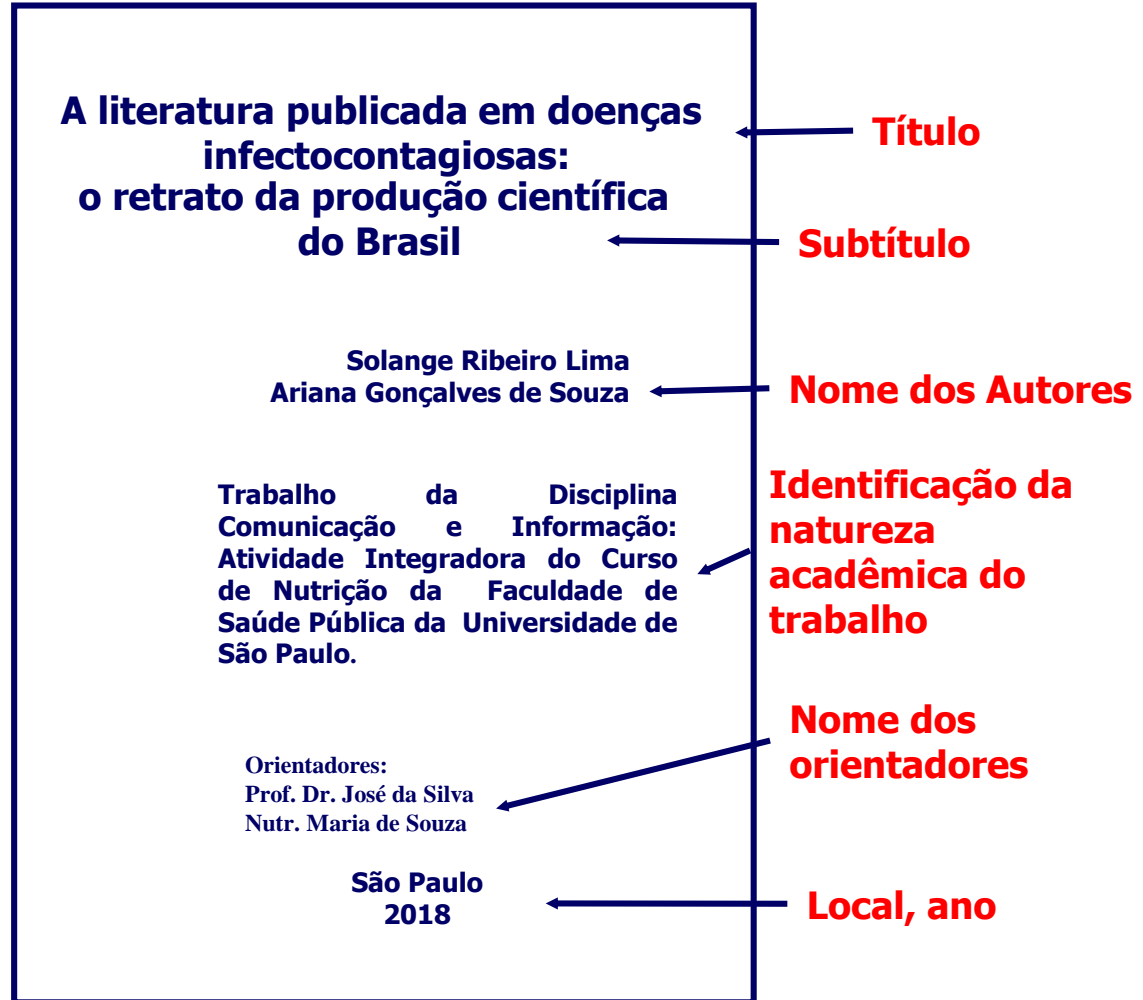 A literatura publicada em doenças
infectocontagiosas:
o retrato da produção científica
do Brasil
Título
Subtítulo
Solange Ribeiro Lima
Ariana Gonçalves de Souza
Nome dos Autores
Trabalho da Disciplina
Comunicação e Informação:
Atividade Integradora do Curso
de Nutrição da Faculdade de
Saúde Pública da Universidade de
São Paulo.
Identificação da
natureza
acadêmica do
trabalho
Orientadores:
Prof. Dr. José da Silva
Nutr. Maria de Souza
Nome dos
orientadores
São Paulo
2018
Local, ano